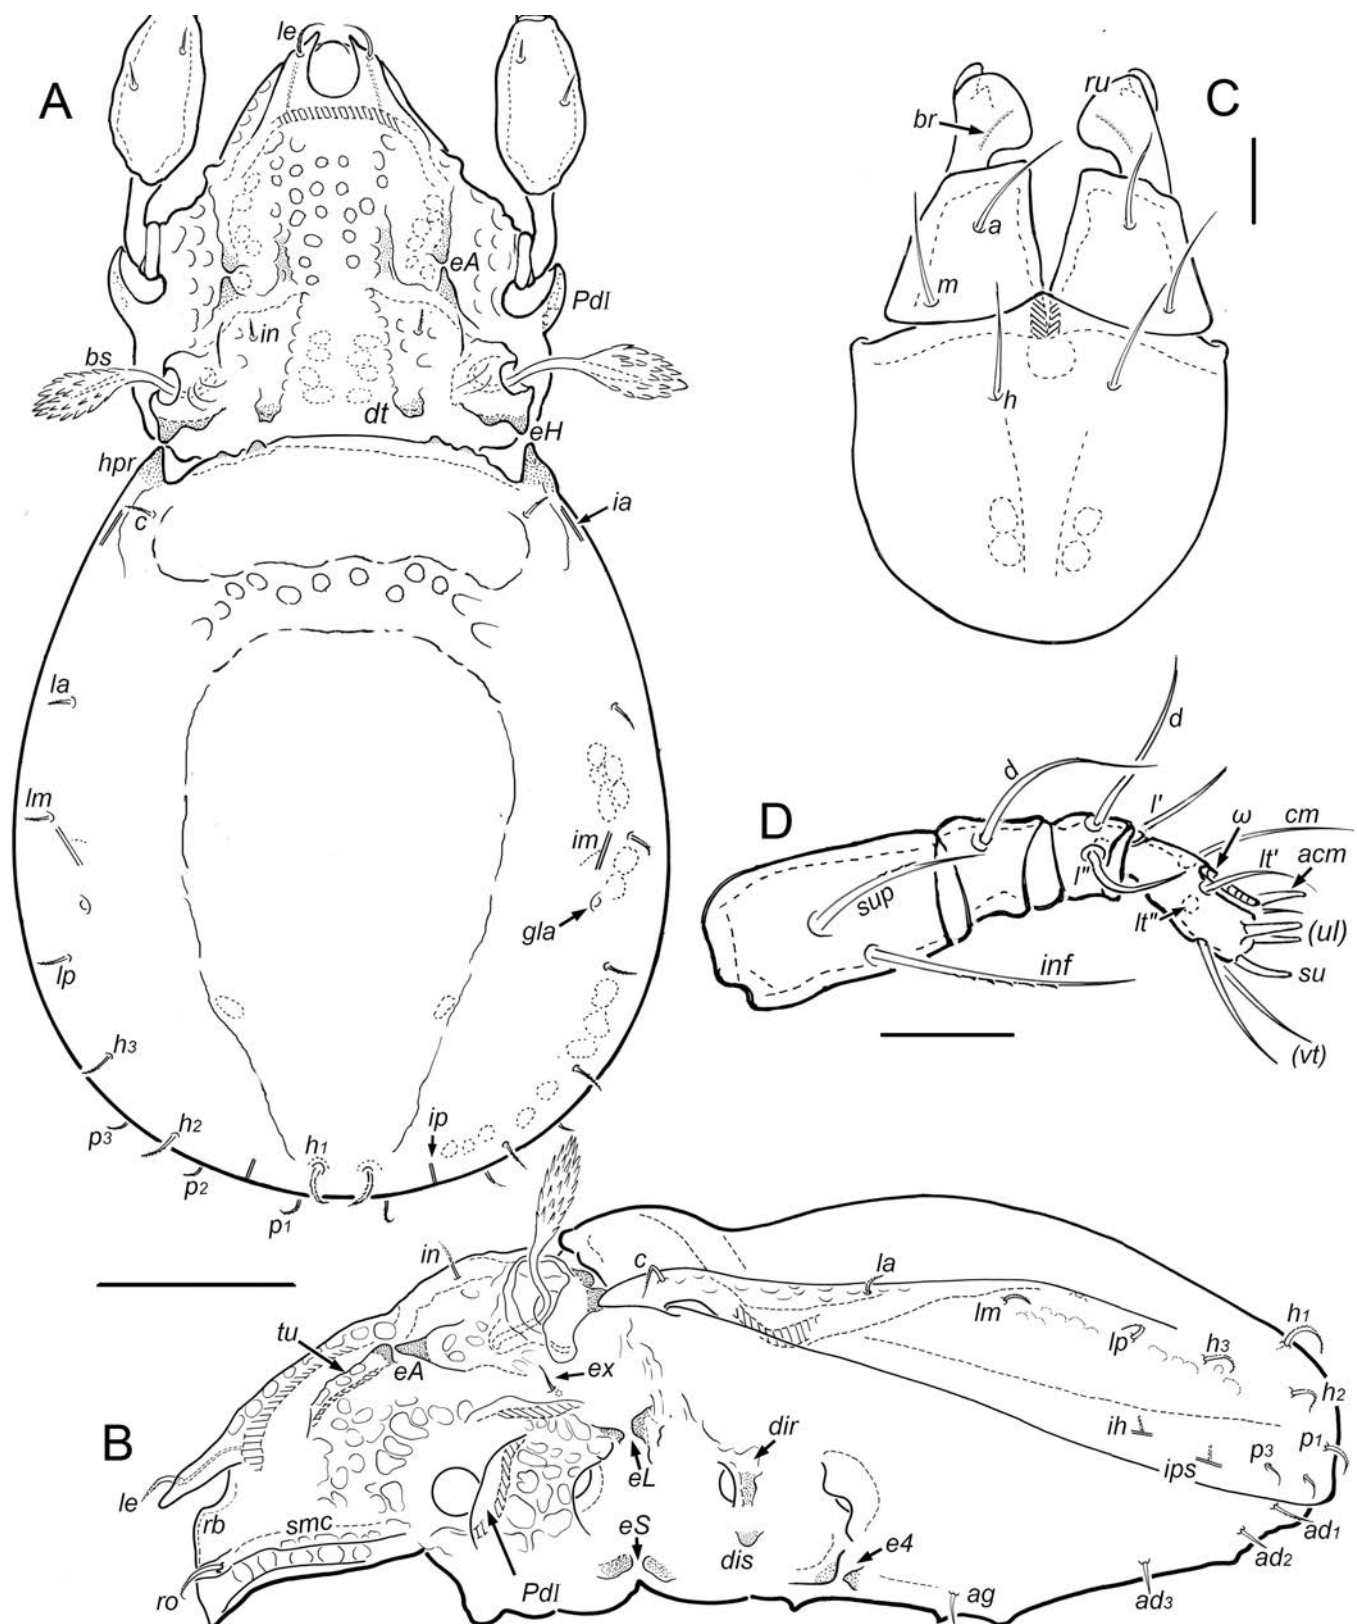 A
le
eA
PdI
in
bs
dt
eH
hpr
c
ia
la
lm
im
gla
lp
h3
h2
h1
ip
p3
p2
p1
C
ru
br
a
m
h
D
d
d
l'
ω
cm
lt'
acm
l"
sup
lt"
(ul)
su
inf
(vt)
B
in
tu
eA
ex
c
la
lm
lp
h3
h1
h2
p1
p3
ih
ips
dir
eL
eS
dis
e4
le
rb
smc
ro
PdI
ag
ad3
ad2
ad1